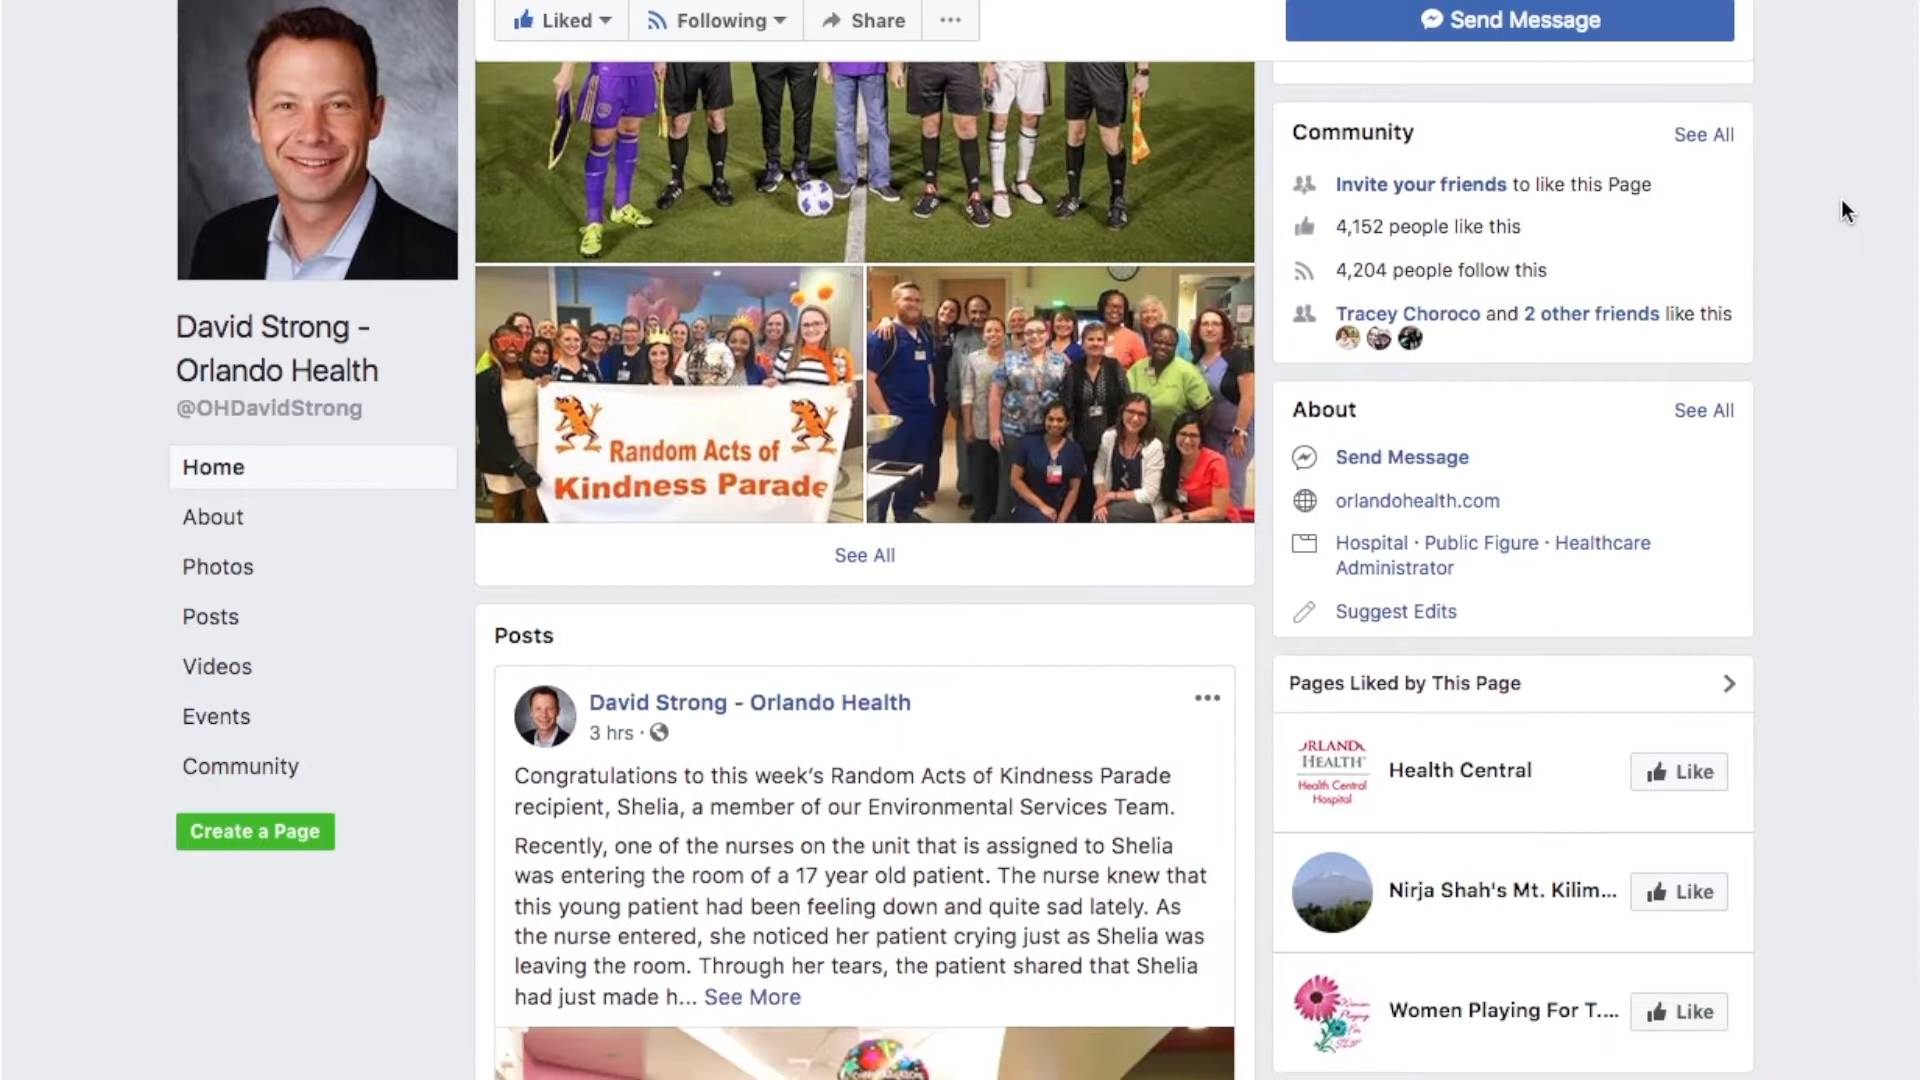 Liked
Following
Share
Send Message
David Strong -
Orlando Health
@OHDavidStrong
Home
About
Photos
Posts
Videos
Events
Community
Create a Page
Random Acts of
Kindness Parade
See All
Posts
David Strong - Orlando Health
3 hrs ·
Congratulations to this week's Random Acts of Kindness Parade
recipient, Shelia, a member of our Environmental Services Team.
Recently, one of the nurses on the unit that is assigned to Shelia
was entering the room of a 17 year old patient. The nurse knew that
this young patient had been feeling down and quite sad lately. As
the nurse entered, she noticed her patient crying just as Shelia was
leaving the room. Through her tears, the patient shared that Shelia
had just made h... See More
Community
See All
Invite your friends to like this Page
4,152 people like this
4,204 people follow this
Tracey Choroco and 2 other friends like this
About
See All
Send Message
orlandohealth.com
Hospital · Public Figure · Healthcare
Administrator
Suggest Edits
Pages Liked by This Page
HEALTH
Health Central
Hospital
Health Central
Like
Nirja Shah's Mt. Kilim...
Like
Women Playing For T....
Like